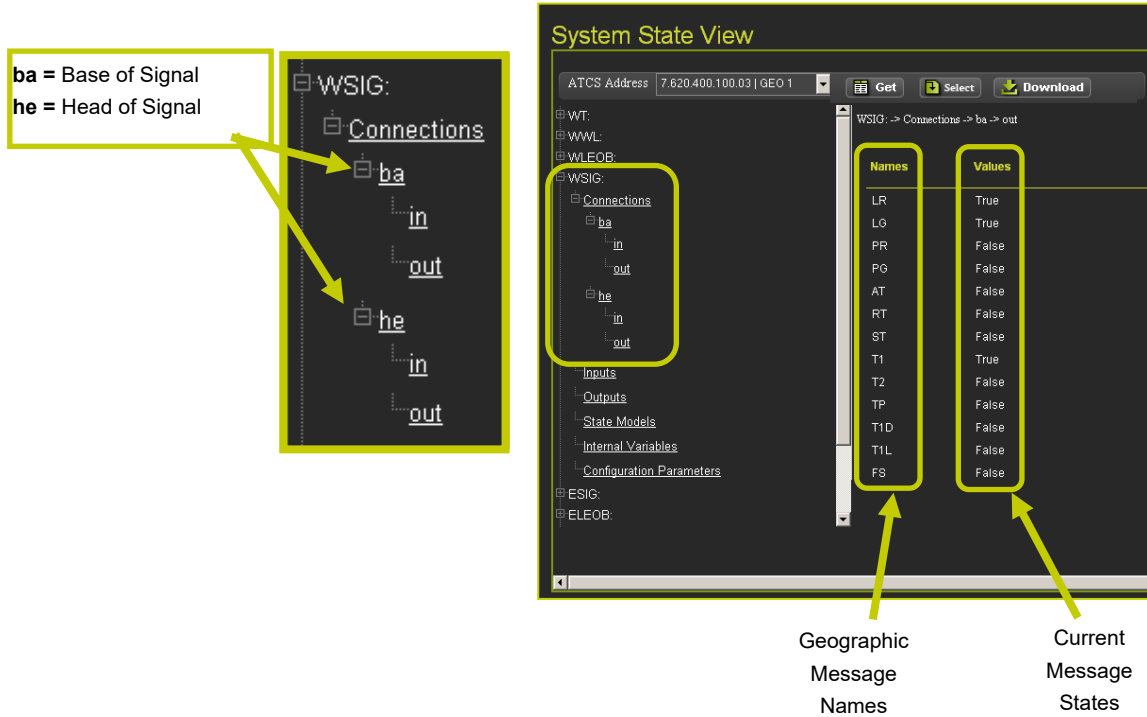 ba = Base of Signal
he = Head of Signal
WSIG:
Connections
ba
in
out
he
in
out
System State View
ATCS Address 7.620.400.100.03 | GEO 1 Get Select Download
WT:
WWL:
WLEOB:
WSIG:
Connections
ba
in
out
he
in
out
Inputs
Outputs
State Models
Internal Variables
Configuration Parameters
ESIG:
ELEOB:
WSIG: -> Connections -> ba -> out
Names Values
LR True
LG True
PR False
PG False
AT False
RT False
ST False
T1 True
T2 False
TP False
T1D False
T1L False
FS False
Geographic
Message
Names
Current
Message
States